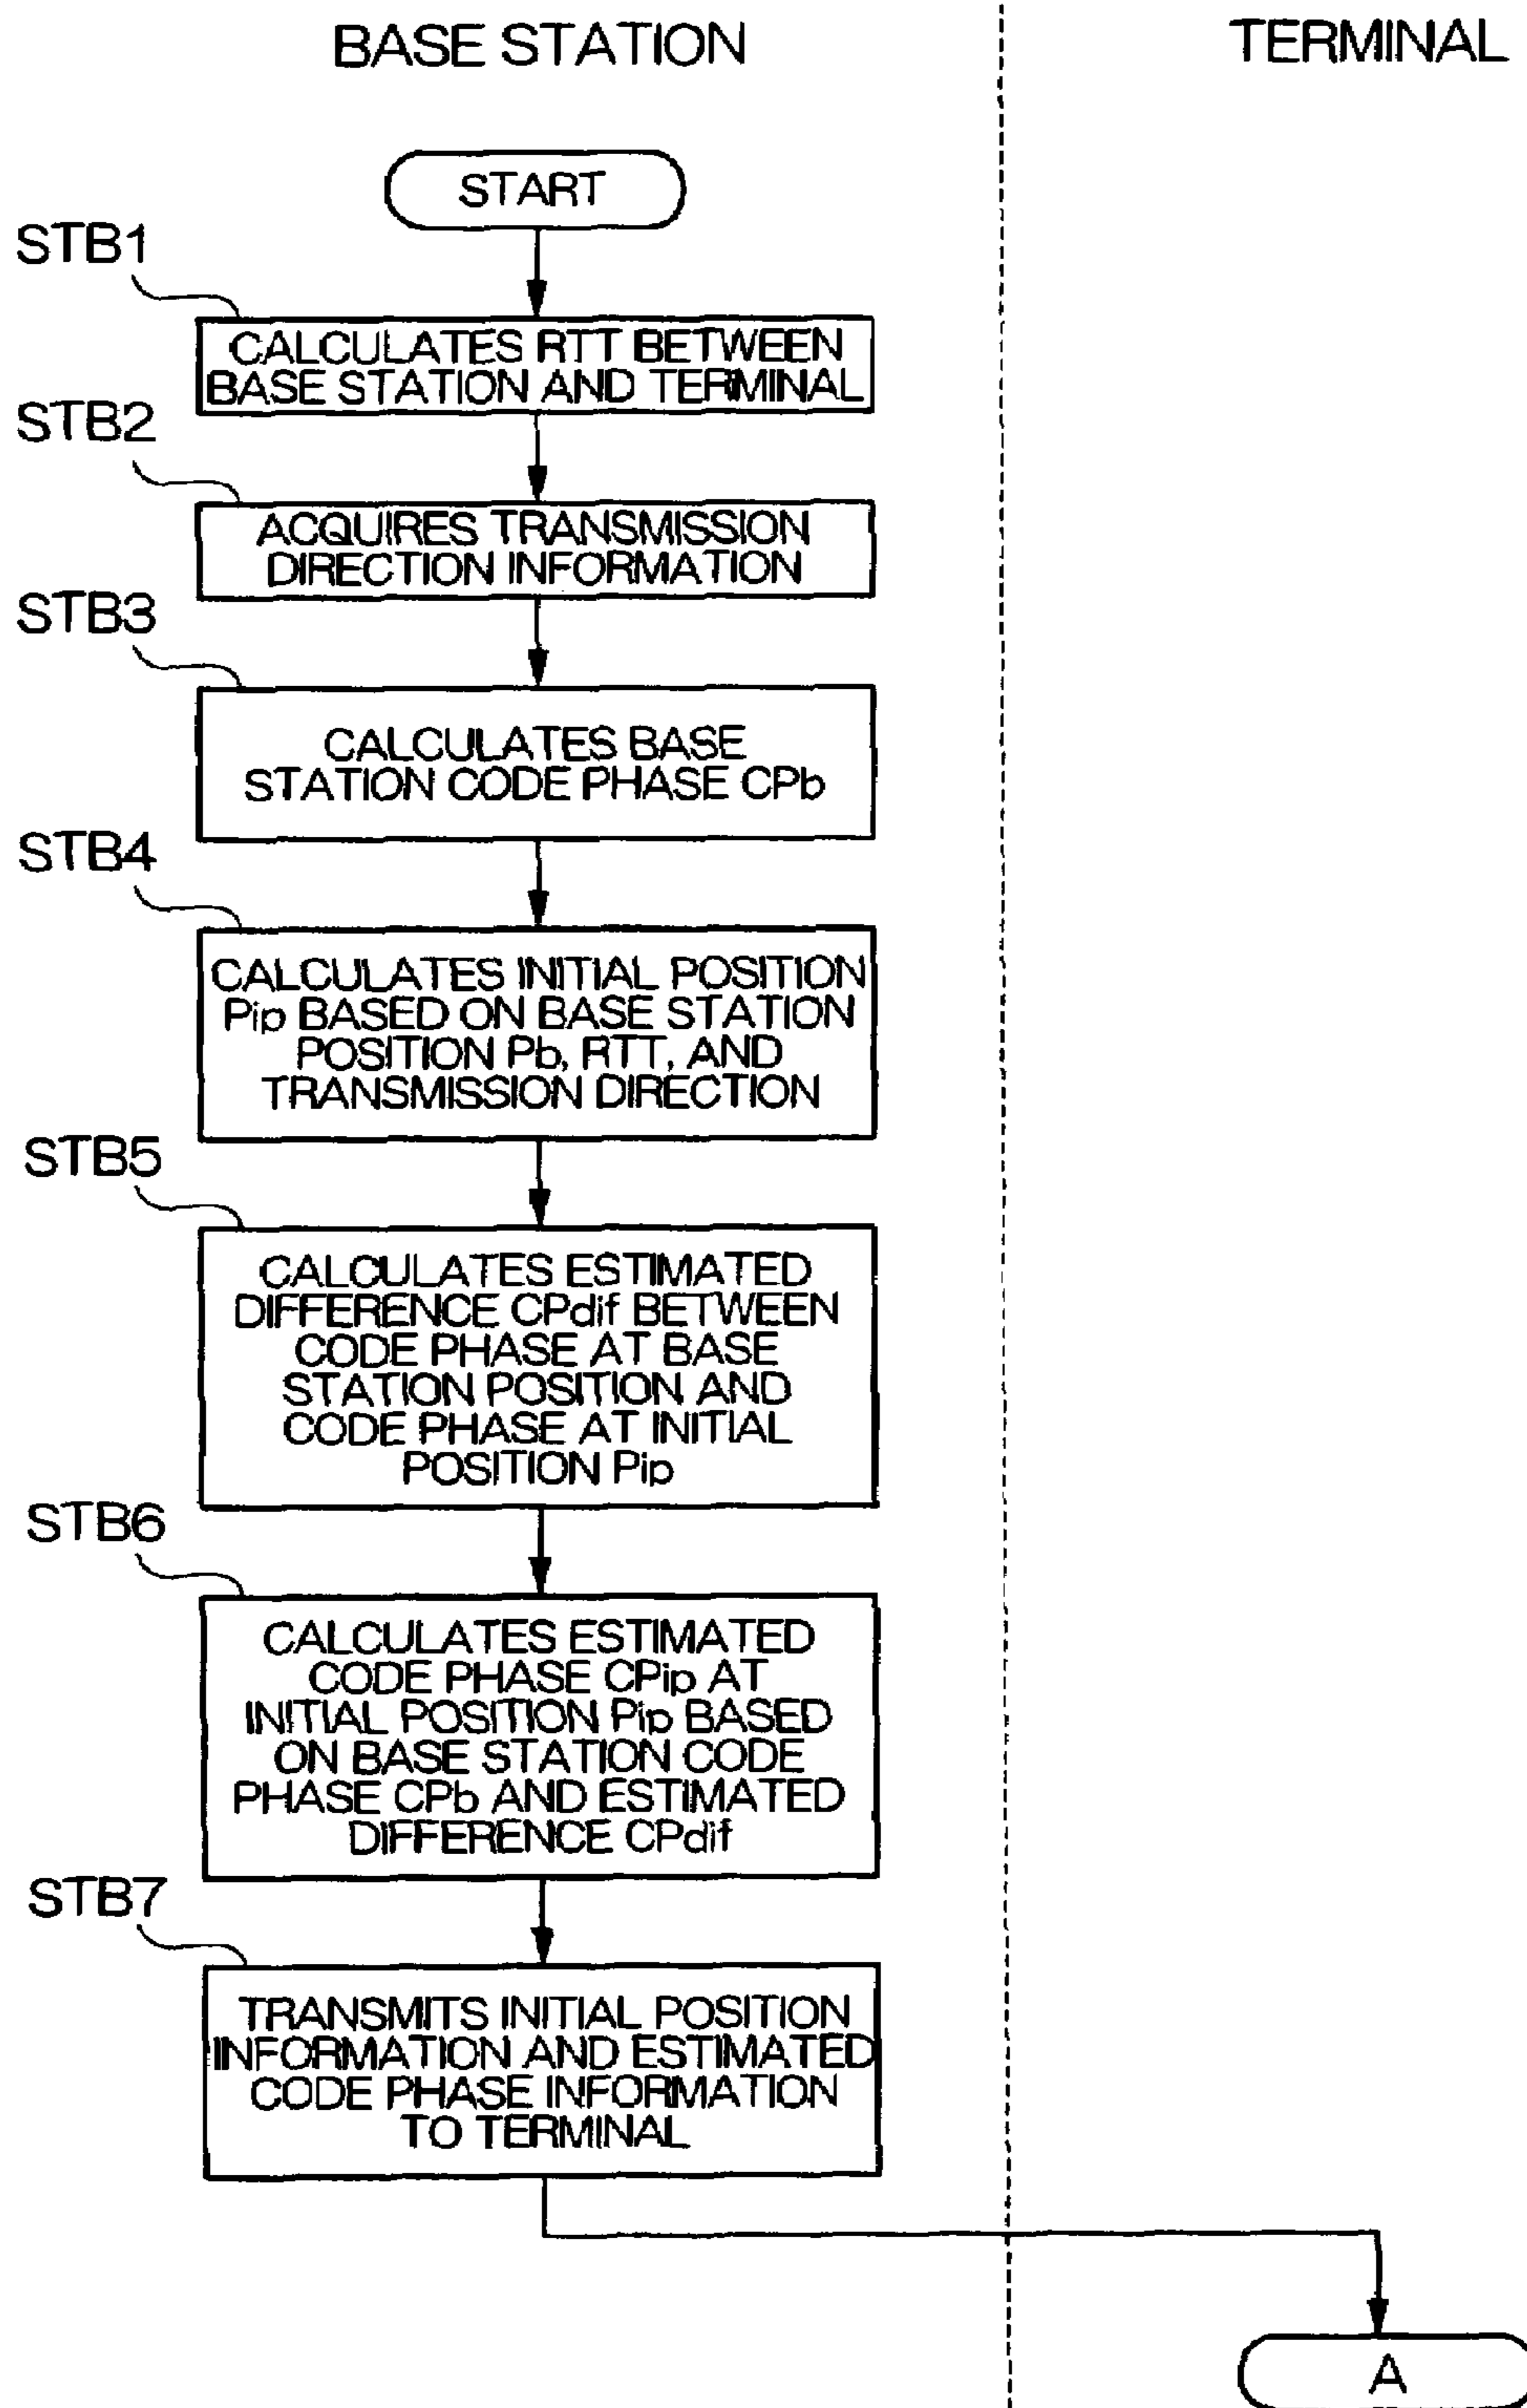 BASE STATION
TERMINAL
START
STB1
CALCULATES RTT BETWEEN
BASE STATION AND TERMINAL
STB2
ACQUIRES TRANSMISSION
DIRECTION INFORMATION
STB3
CALCULATES BASE
STATION CODE PHASE CPb
STB4
CALCULATES INITIAL POSITION
Pip BASED ON BASE STATION
POSITION Pb, RTT, AND
TRANSMISSION DIRECTION
STB5
CALCULATES ESTIMATED
DIFFERENCE CPdif BETWEEN
CODE PHASE AT BASE
STATION POSITION AND
CODE PHASE AT INITIAL
POSITION Pip
STB6
CALCULATES ESTIMATED
CODE PHASE CPip AT
INITIAL POSITION Pip BASED
ON BASE STATION CODE
PHASE CPb AND ESTIMATED
DIFFERENCE CPdif
STB7
TRANSMITS INITIAL POSITION
INFORMATION AND ESTIMATED
CODE PHASE INFORMATION
TO TERMINAL
A